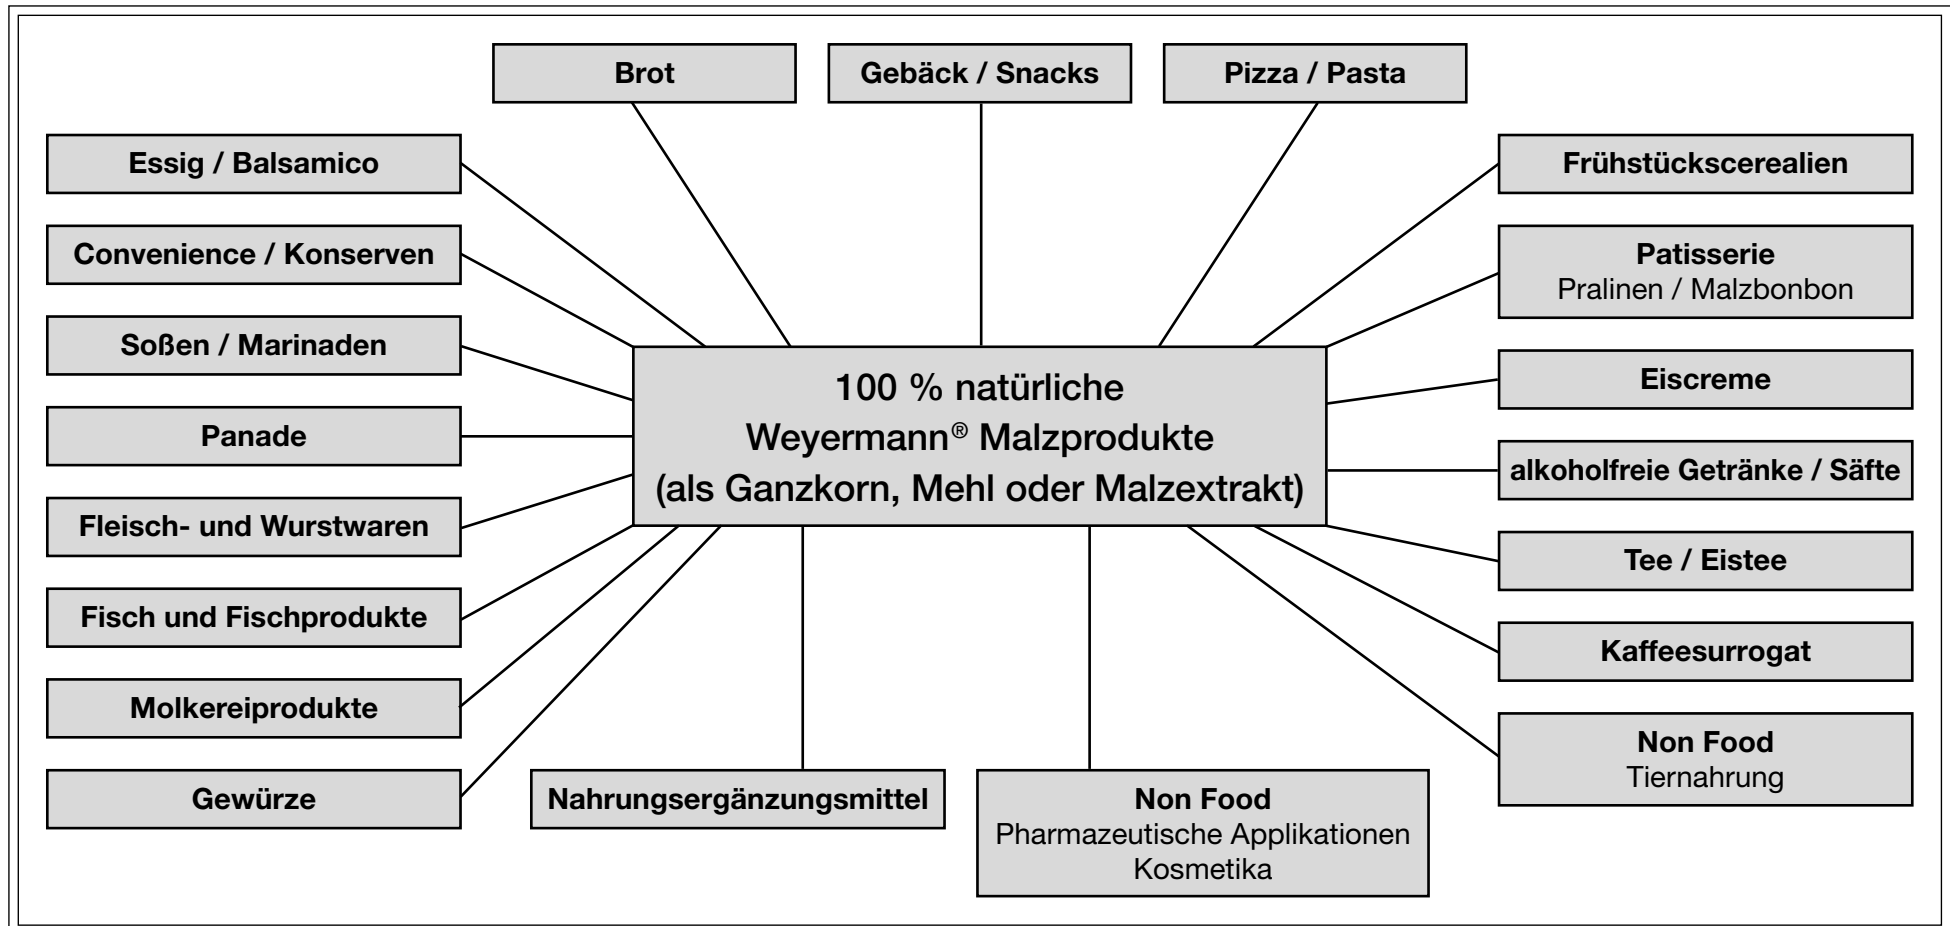 Brot
Gebäck / Snacks
Pizza / Pasta
Essig / Balsamico
Convenience / Konserven
Soßen / Marinaden
Panade
Fleisch- und Wurstwaren
Fisch und Fischprodukte
Molkereiprodukte
Gewürze
100 % natürliche
Weyermann® Malzprodukte
(als Ganzkorn, Mehl oder Malzextrakt)
Frühstückscerealien
Patisserie
Pralinen / Malzbonbon
Eiscreme
alkoholfreie Getränke / Säfte
Tee / Eistee
Kaffeesurrogat
Non Food
Tiernahrung
Nahrungsergänzungsmittel
Non Food
Pharmazeutische Applikationen
Kosmetika